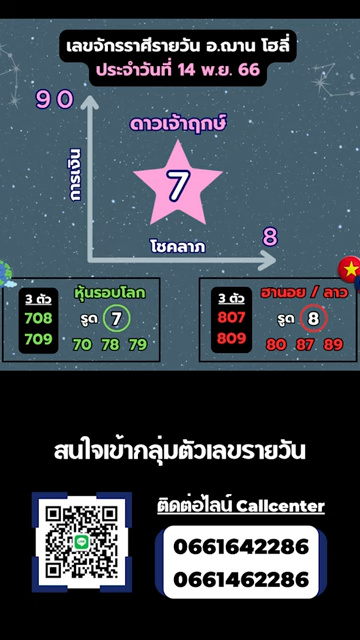 เลขจักรราศีรายวัน อ.ฌาน โฮลี่
ประจำวันที่ 14 พ.ย. 66
9 0
ดาวเจ้าฤกษ์
การเงิน
7
โชคลาภ
8
3 ตัว
708
709
หุ้นรอบโลก
รูด 7
70 78 79
3 ตัว
807
809
ฮานอย / ลาว
รูด 8
80 87 89
สนใจเข้ากลุ่มตัวเลขรายวัน
ติดต่อไลน์ Callcenter
0661642286
0661462286